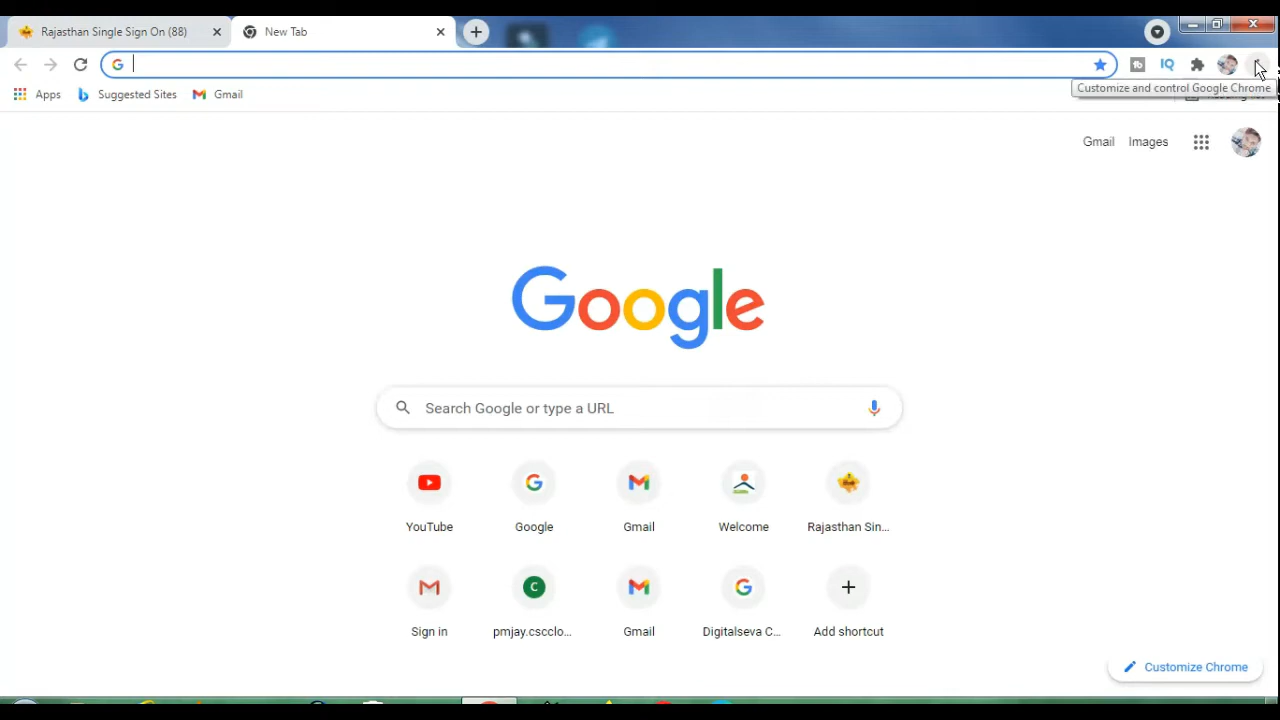 Rajasthan Single Sign On (88)
New Tab
IQ
Customize and control Google Chrome
Apps
Suggested Sites
Gmail
Gmail
Images
Google
Search Google or type a URL
YouTube
Google
Gmail
Welcome
Rajasthan Sin...
C
Sign in
pmjay.cscclo...
Gmail
Digitalseva C...
Add shortcut
Customize Chrome